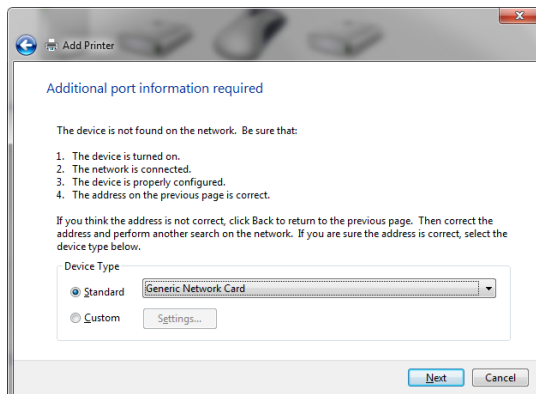 Add Printer
Additional port information required
The device is not found on the network. Be sure that:
1. The device is turned on.
2. The network is connected.
3. The device is properly configured.
4. The address on the previous page is correct.
If you think the address is not correct, click Back to return to the previous page. Then correct the
address and perform another search on the network. If you are sure the address is correct, select the
device type below.
Device Type
Standard
Generic Network Card
Custom
Settings...
Next
Cancel